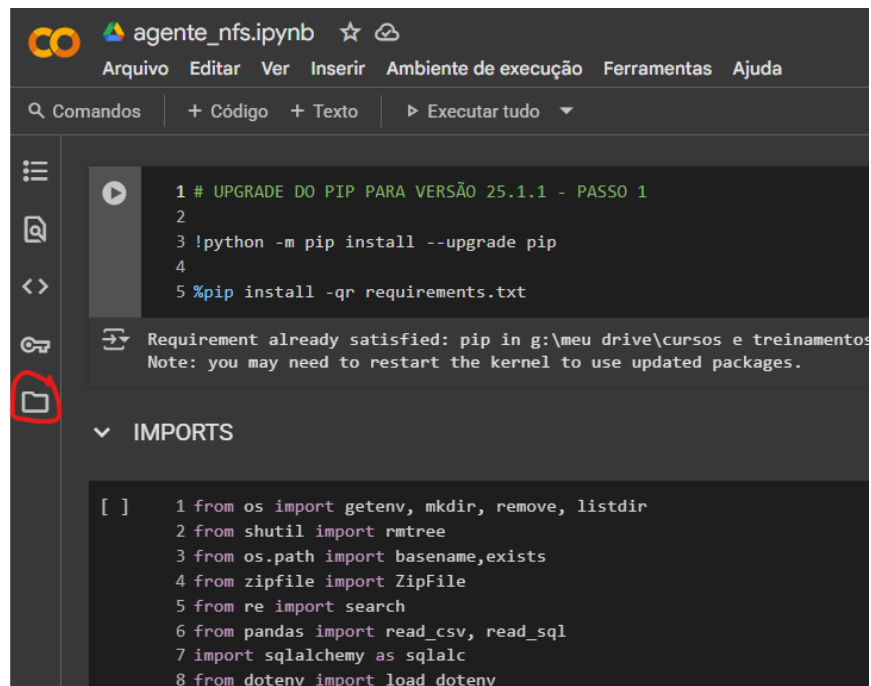 CO agente_nfs.ipynb
Arquivo Editar Ver Inserir Ambiente de execução Ferramentas Ajuda
Comandos + Código + Texto Executar tudo
1 # UPGRADE DO PIP PARA VERSÃO 25.1.1 - PASSO 1
2
3 !python -m pip install --upgrade pip
4
5 %pip install -qr requirements.txt
Requirement already satisfied: pip in g:\meu drive\cursos e treinamentos
Note: you may need to restart the kernel to use updated packages.
IMPORTS
[ ] 1 from os import getenv, mkdir, remove, listdir
2 from shutil import rmtree
3 from os.path import basename,exists
4 from zipfile import ZipFile
5 from re import search
6 from pandas import read_csv, read_sql
7 import sqlalchemy as sqlalc
8 from dotenv import load_dotenv